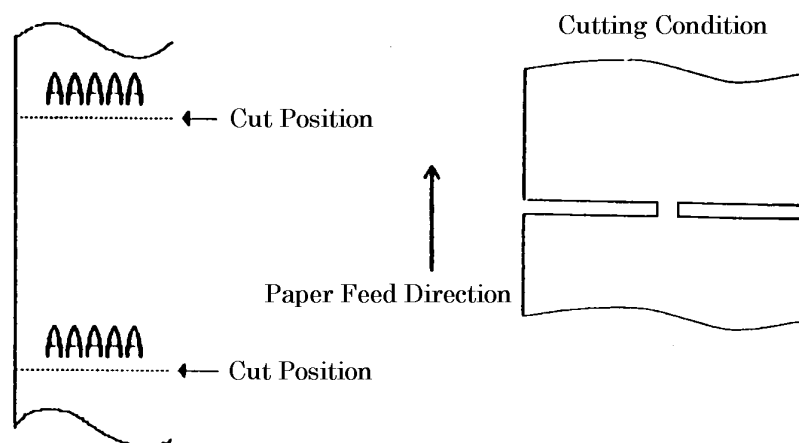 Cutting Condition
AAAAA
Cut Position
Paper Feed Direction
AAAAA
Cut Position